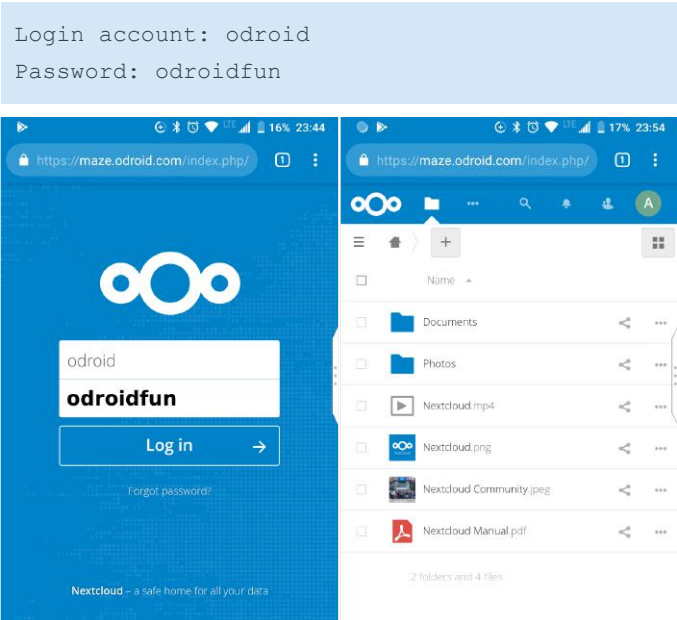 Login account: odroid
Password: odroidfun
LTE 16% 23:44
https://maze.odroid.com/index.php/ 1
odroid
odroidfun
Log in
Forgot password?
Nextcloud – a safe home for all your data
LTE 17% 23:54
https://maze.odroid.com/index.php/ 1
A
Name
Documents
Photos
Nextcloud.mp4
Nextcloud.png
Nextcloud Community.jpeg
Nextcloud Manual.pdf
2 folders and 4 files